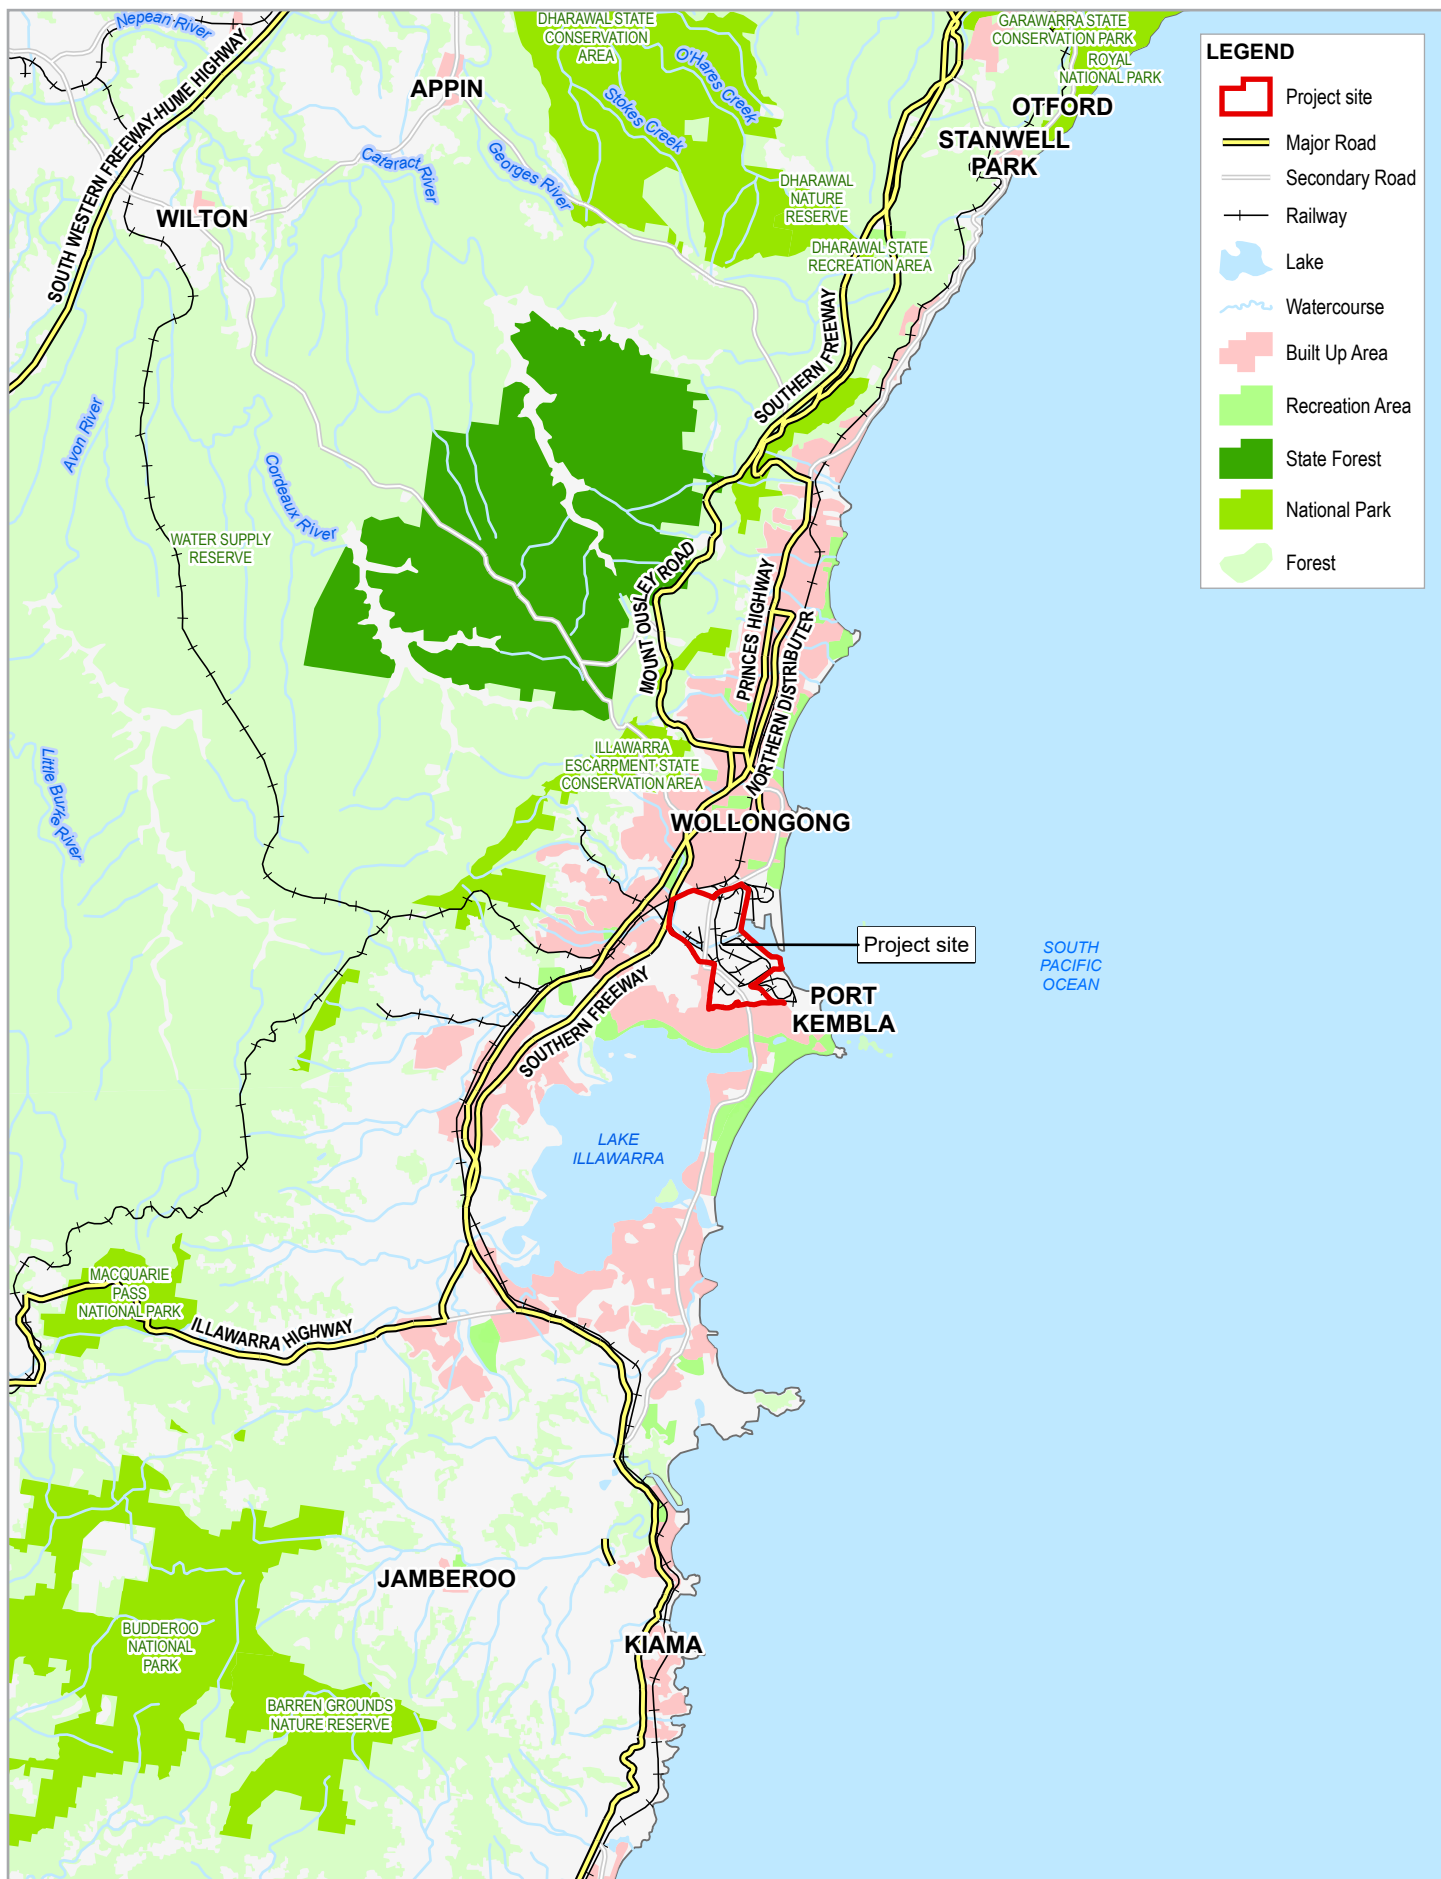 Nepean River
DHARAWAL STATE
CONSERVATION
AREA
GARAWARRA STATE
CONSERVATION PARK
ROYAL
NATIONAL PARK
LEGEND
Project site
Major Road
Secondary Road
Railway
Lake
Watercourse
Built Up Area
Recreation Area
State Forest
National Park
Forest
SOUTH WESTERN FREEWAY-HUME HIGHWAY
APPIN
O'Hares Creek
Stokes Creek
OTFORD
STANWELL
PARK
Cataract River
Georges River
DHARAWAL
NATURE
RESERVE
WILTON
DHARAWAL STATE
RECREATION AREA
SOUTHERN FREEWAY
Avon River
Cordeaux River
WATER SUPPLY
RESERVE
MOUNT OUSLEY ROAD
PRINCES HIGHWAY
NORTHERN DISTRIBUTER
Little Burke River
ILLAWARRA
ESCARPMENT STATE
CONSERVATION AREA
WOLLONGONG
Project site
SOUTH
PACIFIC
OCEAN
PORT
KEMBLA
SOUTHERN FREEWAY
LAKE
ILLAWARRA
MACQUARIE
PASS
NATIONAL PARK
ILLAWARRA HIGHWAY
JAMBEROO
BUDDEROO
NATIONAL
PARK
KIAMA
BARREN GROUNDS
NATURE RESERVE